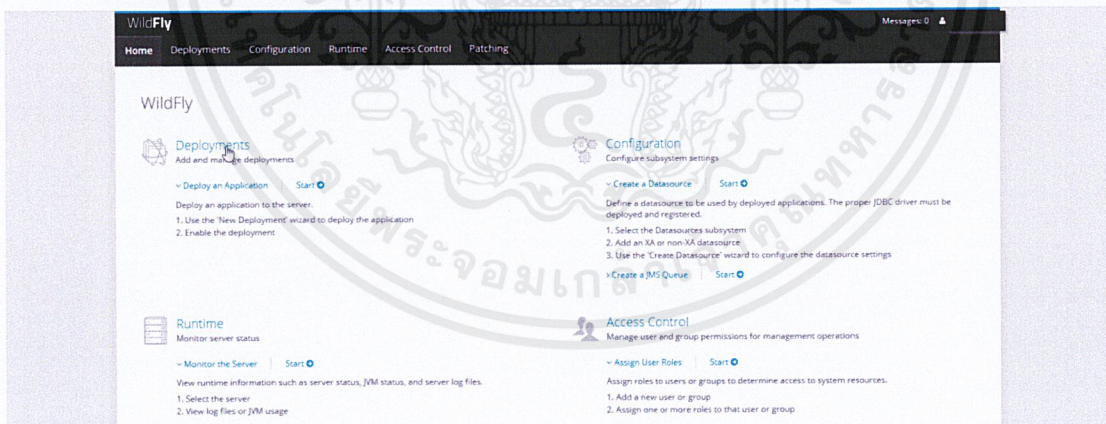 WildFly
Messages: 0
Home Deployments Configuration Runtime Access Control Patching
WildFly
Deployments
Add and manage deployments
Deploy an Application Start
Deploy an application to the server.
1. Use the 'New Deployment' wizard to deploy the application
2. Enable the deployment
Configuration
Configure subsystem settings
Create a Datasource Start
Define a datasource to be used by deployed applications. The proper JDBC driver must be
deployed and registered.
1. Select the Datasources subsystem
2. Add an XA or non-XA datasource
3. Use the 'Create Datasource' wizard to configure the datasource settings
Create a JMS Queue Start
Runtime
Monitor server status
Monitor the Server Start
View runtime information such as server status, JVM status, and server log files.
1. Select the server
2. View log files or JVM usage
Access Control
Manage user and group permissions for management operations
Assign User Roles Start
Assign roles to users or groups to determine access to system resources.
1. Add a new user or group
2. Assign one or more roles to that user or group